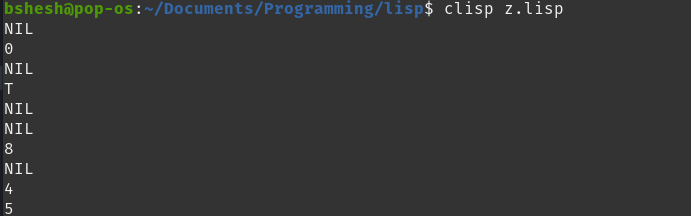 bshesh@pop-os:~/Documents/Programming/lisp$ clisp z.lisp
NIL
0
NIL
T
NIL
NIL
8
NIL
4
5